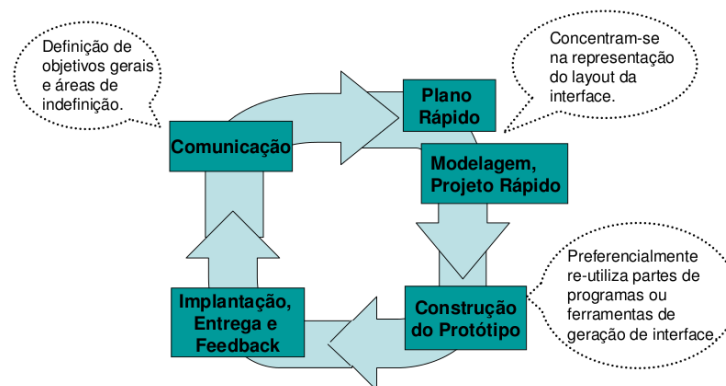 Definição de
objetivos gerais
e áreas de
indefinição.
Concentram-se
na representação
do layout da
interface.
Plano
Rápido
Comunicação
Modelagem,
Projeto Rápido
Preferencialmente
re-utiliza partes de
programas ou
ferramentas de
geração de interface.
Implantação,
Entrega e
Feedback
Construção
do Protótipo